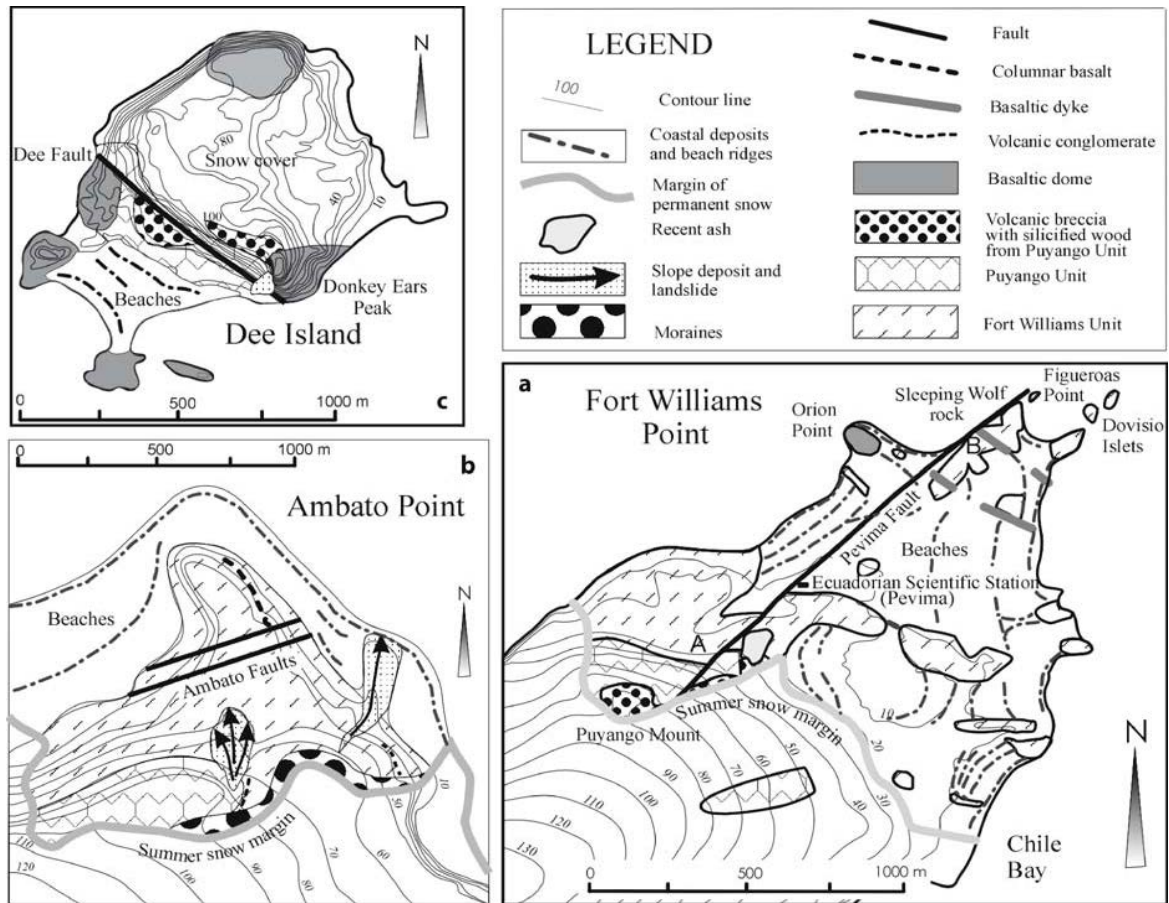 N
Dee Fault
80
Snow cover
40
10
100
Beaches
Donkey Ears
Peak
Dee Island
0
500
1000 m
c
LEGEND
100
Contour line
Coastal deposits
and beach ridges
Margin of
permanent snow
Recent ash
Slope deposit and
landslide
Moraines
Fault
Columnar basalt
Basaltic dyke
Volcanic conglomerate
Basaltic dome
Volcanic breccia
with silicified wood
from Puyango Unit
Puyango Unit
Fort Williams Unit
0
500
1000 m
b
Ambato Point
N
Beaches
Ambato Faults
Summer snow margin
10
50
60
70
80
90
100
110
120
a
Fort Williams
Point
Orion
Point
Sleeping Wolf
rock
Figueroas
Point
Dovisio
Islets
B
Pevima Fault
Beaches
Ecuadorian Scientific Station
(Pevima)
A
Summer snow margin
Puyango Mount
10
20
30
40
50
60
70
80
90
100
110
120
130
N
Chile
Bay
0
500
1000 m